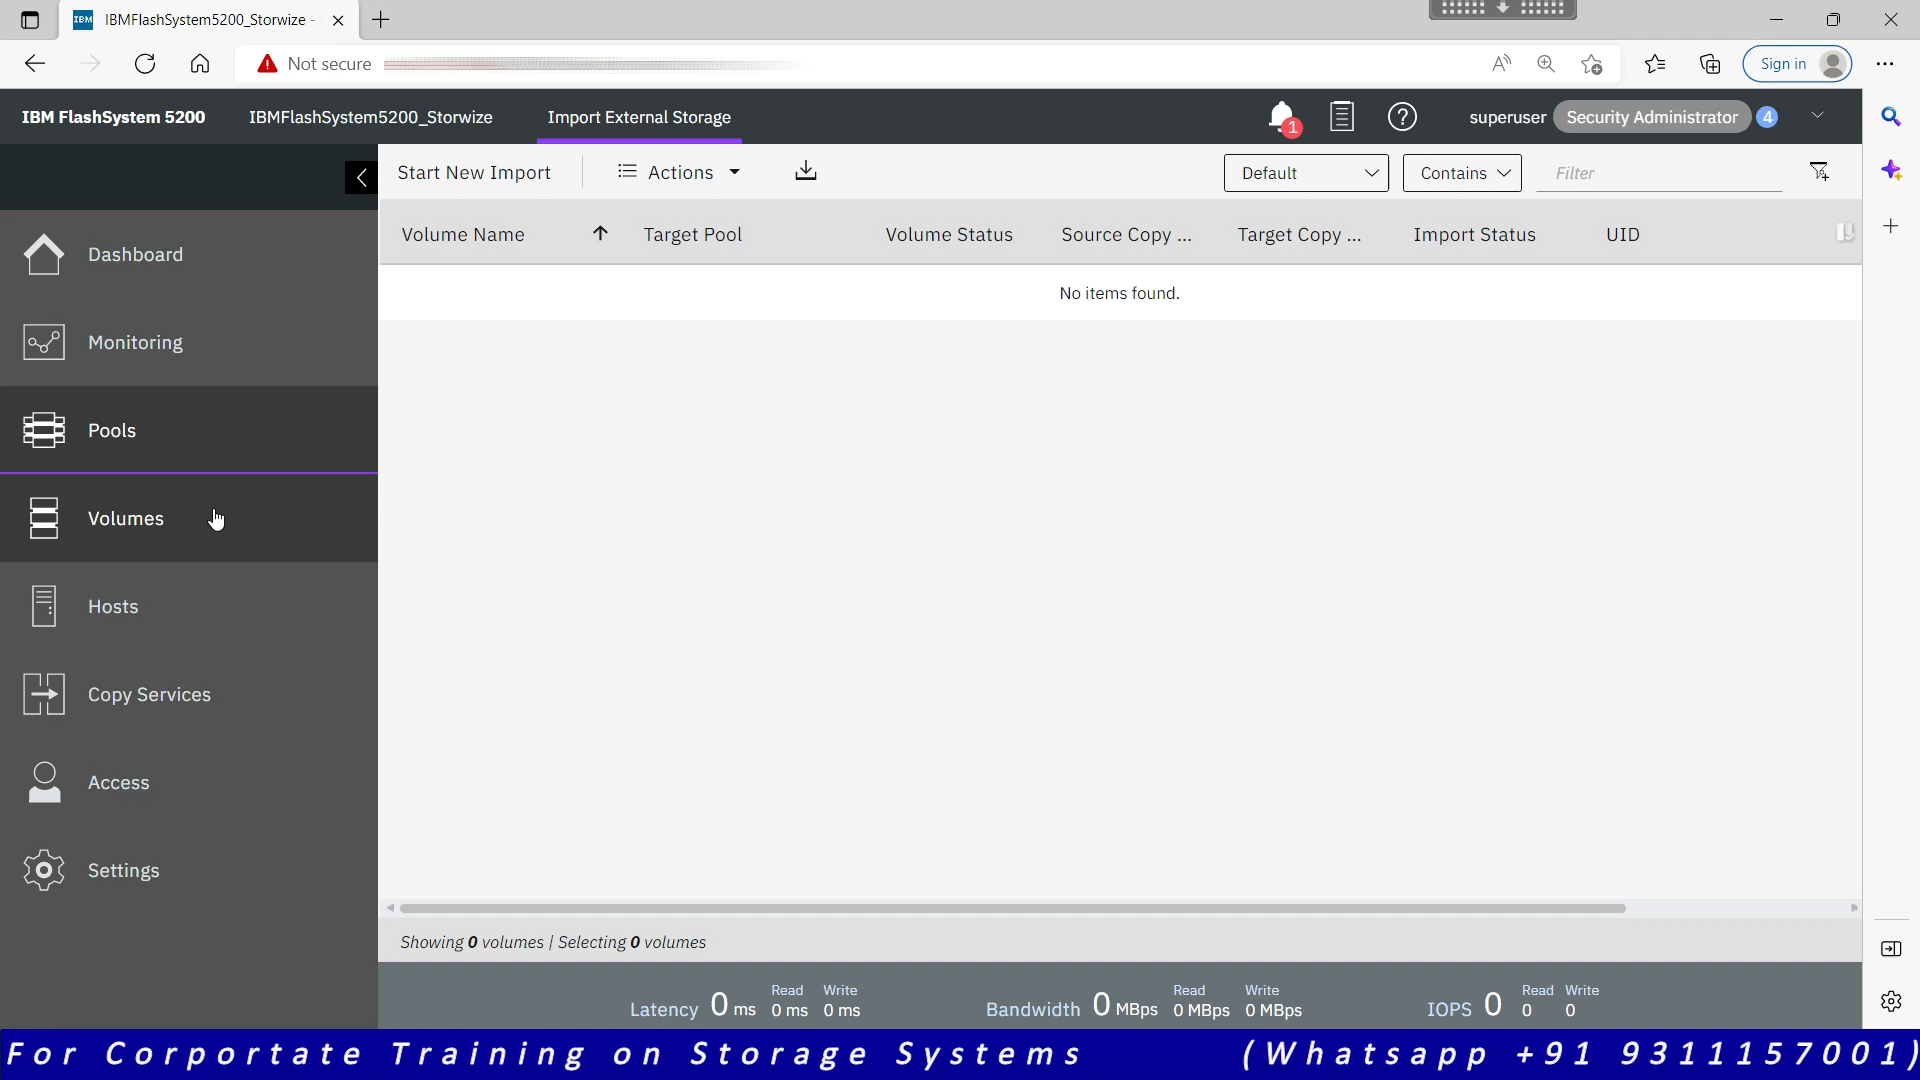 IBM IBMFlashSystem5200_Storwize -
Not secure
Sign in
IBM FlashSystem 5200 IBMFlashSystem5200_Storwize Import External Storage 1 superuser Security Administrator 4
Start New Import Actions Default Contains Filter
Volume Name Target Pool Volume Status Source Copy ... Target Copy ... Import Status UID
No items found.
Dashboard
Monitoring
Pools
Volumes
Hosts
Copy Services
Access
Settings
Showing 0 volumes | Selecting 0 volumes
Latency 0 ms Read 0 ms Write 0 ms Bandwidth 0 MBps Read 0 MBps Write 0 MBps IOPS 0 Read 0 Write 0
For Corportate Training on Storage Systems (Whatsapp +91 9311157001)